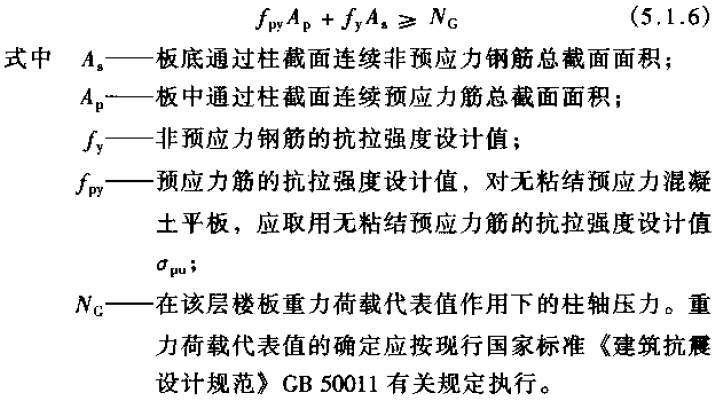 f_py A_p + f_y A_s ⩾ N_G (5.1.6)
式中 A_s——板底通过柱截面连续非预应力钢筋总截面面积；
A_p——板中通过柱截面连续预应力筋总截面面积；
f_y——非预应力钢筋的抗拉强度设计值；
f_py——预应力筋的抗拉强度设计值，对无粘结预应力混凝
土平板，应取用无粘结预应力筋的抗拉强度设计值
σ_pu；
N_G——在该层楼板重力荷载代表值作用下的柱轴压力。重
力荷载代表值的确定应按现行国家标准《建筑抗震
设计规范》GB 50011 有关规定执行。